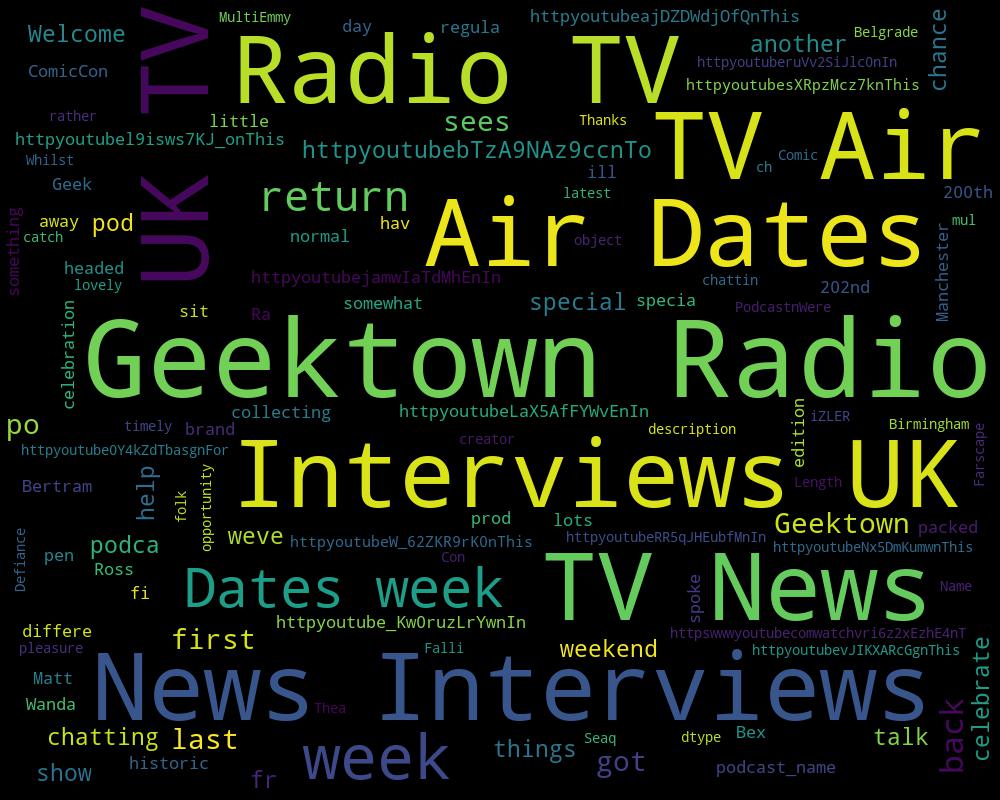 MultiEmmy
httpyoutubeajDZDWdjOfQnThis
Welcome
day
regula
another
Belgrade
chance
UK TV
Radio TV
ComicCon
httpyoutuberuVv2SiJlc0nIn
httpyoutubesXRpzMcz7knThis
rather
little
sees
Thanks
TV Air
httpyoutubel9isws7KJ_onThis
httpyoutubebTzA9NAz9ccnTo
ch
Comic
Whilst
Geek
ill
return
latest
200th
something
away
pod
hav
Air Dates
mul
catch
normal
object
Manchester
headed
lovely
httpyoutubejamwIaTdMhEnIn
chattin
202nd
celebration
sit
Ra
somewhat
special
specia
PodcastnWere
Geektown Radio
po
timely
brand
collecting
httpyoutubeLaX5AfFYWvEnIn
description
edition
iZLER
Birmingham
Farscape
httpyoutubeOY4kZdTbasgnFor
creator
Interviews UK
Bertram
help
folk
opportunity
Length
prod
lots
Geektown
packed
Defiance
pen
podca
weve
httpyoutubeW_62ZKR9rK0nThis
httpyoutubeRR5qJHEubfMnIn
httpyoutubeNx5DmKumwnThis
Ross
Con
fi
Dates week
TV News
spoke
Name
httpyoutube_KwOruzLrYwnIn
differe
first
httpswwwyoutubecomwatchvri6z2xEzhE4nT
pleasure
Falli
weekend
httpyoutubevJIKXARcGgnThis
celebrate
Matt
News Interviews
Wanda
Thea
back
chatting
last
things
Seaq
dtype
Bex
talk
show
historic
fr
week
got
podcast_name